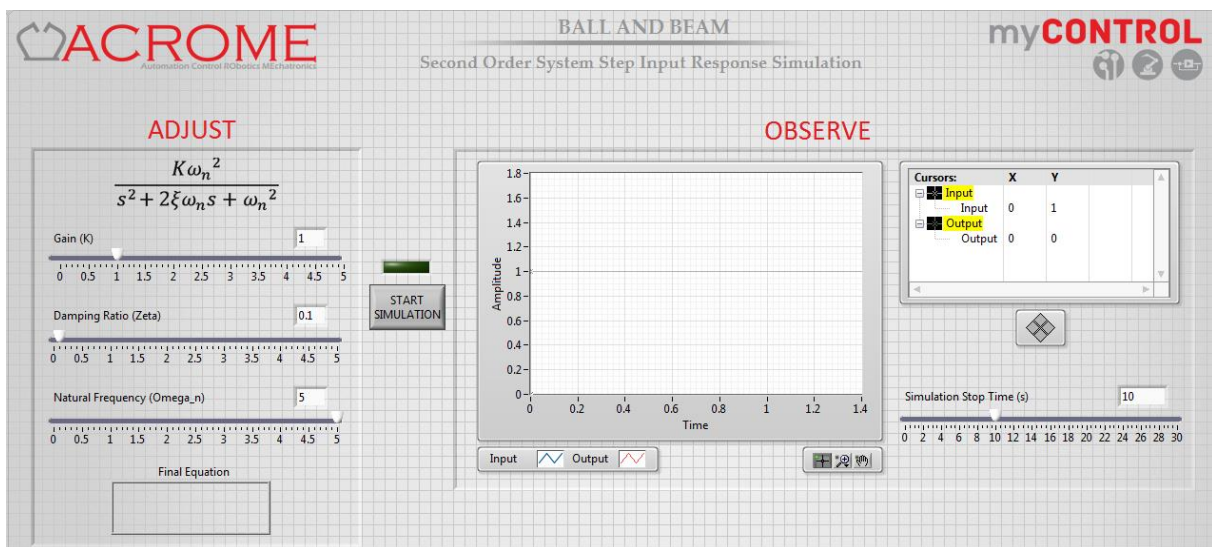 ACROME
Automation Control RObotics MEchatronics
BALL AND BEAM
Second Order System Step Input Response Simulation
myCONTROL
ADJUST
Kωn²
s² + 2ξωns + ωn²
Gain (K) 1
0 0.5 1 1.5 2 2.5 3 3.5 4 4.5 5
Damping Ratio (Zeta) 0.1
0 0.5 1 1.5 2 2.5 3 3.5 4 4.5 5
Natural Frequency (Omega_n) 5
0 0.5 1 1.5 2 2.5 3 3.5 4 4.5 5
Final Equation
START
SIMULATION
OBSERVE
1.8
1.6
1.4
1.2
1
0.8
0.6
0.4
0.2
0
Amplitude
0 0.2 0.4 0.6 0.8 1 1.2 1.4
Time
Input Output
Cursors: X Y
Input
Input 0 1
Output
Output 0 0
Simulation Stop Time (s) 10
0 2 4 6 8 10 12 14 16 18 20 22 24 26 28 30